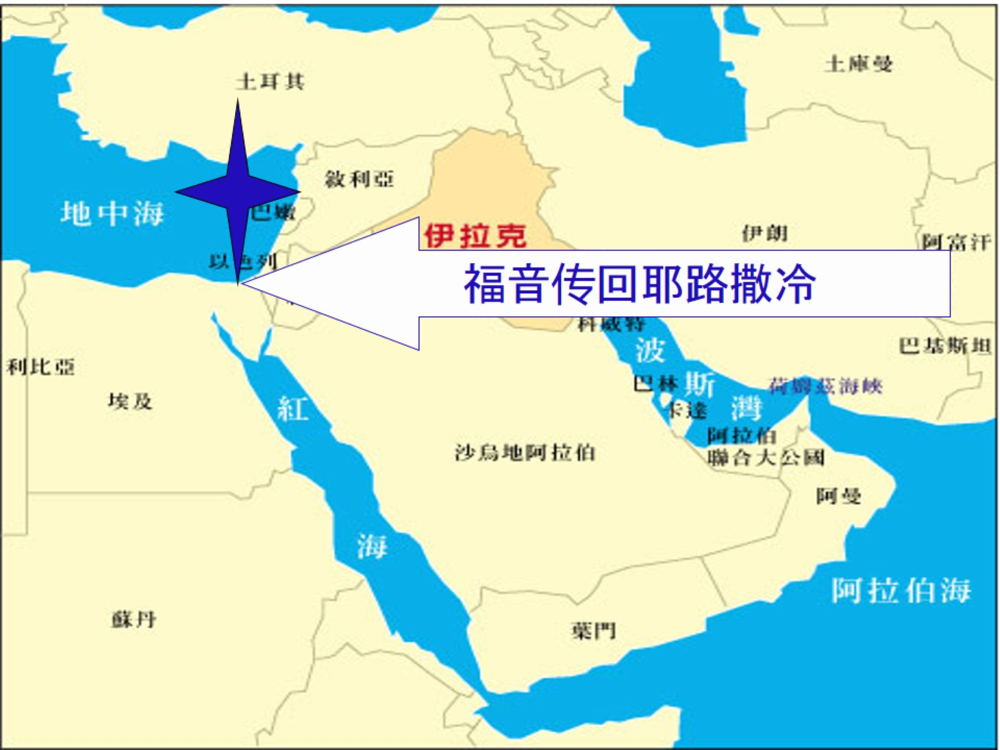 土庫曼
土耳其
敘利亞
地中海
巴嫩
伊拉克
伊朗
阿富汗
以色列
福音传回耶路撒冷
科威特
波
斯
灣
巴基斯坦
利比亞
巴林
荷姆茲海峽
埃及
紅
卡達
阿拉伯
聯合大公國
沙烏地阿拉伯
阿曼
海
阿拉伯海
蘇丹
葉門